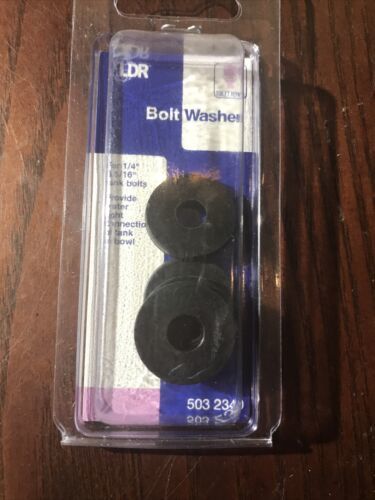 LDR
Bolt Washer
For 1/4"
5/16"
tank bolts
Provide
water
tight
connection
tank
bowl
503 2340